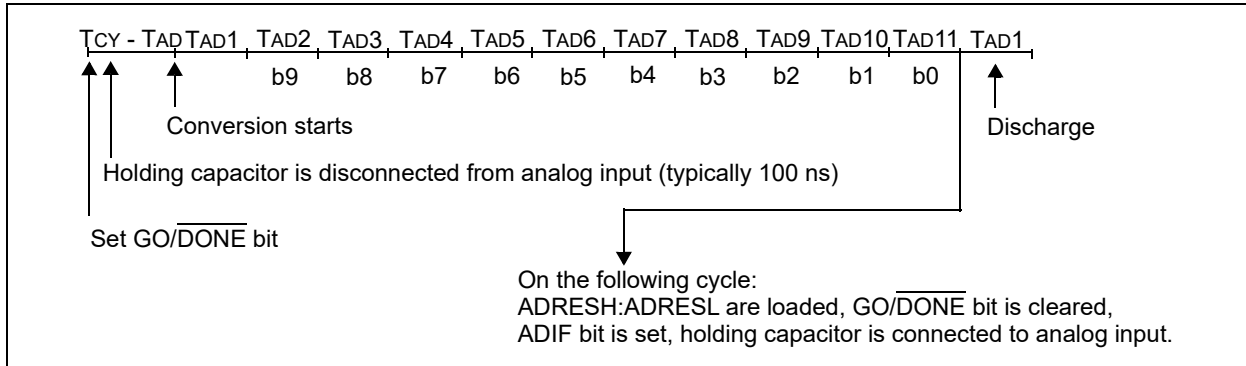 TCY - TAD TAD1 TAD2 TAD3 TAD4 TAD5 TAD6 TAD7 TAD8 TAD9 TAD10 TAD11 TAD1
b9 b8 b7 b6 b5 b4 b3 b2 b1 b0
Conversion starts
Discharge
Holding capacitor is disconnected from analog input (typically 100 ns)
Set GO/DONE bit
On the following cycle:
ADRESH:ADRESL are loaded, GO/DONE bit is cleared,
ADIF bit is set, holding capacitor is connected to analog input.